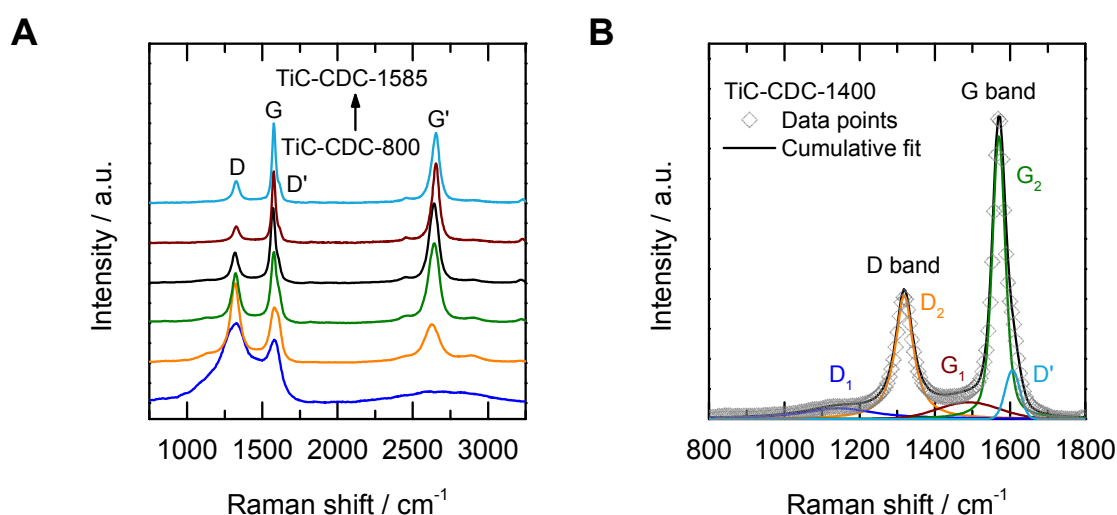 A
TiC-CDC-1585
G
G'
TiC-CDC-800
D
D'
Intensity / a.u.
1000 1500 2000 2500 3000
Raman shift / cm⁻¹
B
TiC-CDC-1400
G band
Data points
Cumulative fit
G₂
D band
D₂
G₁
D₁
D'
Intensity / a.u.
800 1000 1200 1400 1600 1800
Raman shift / cm⁻¹